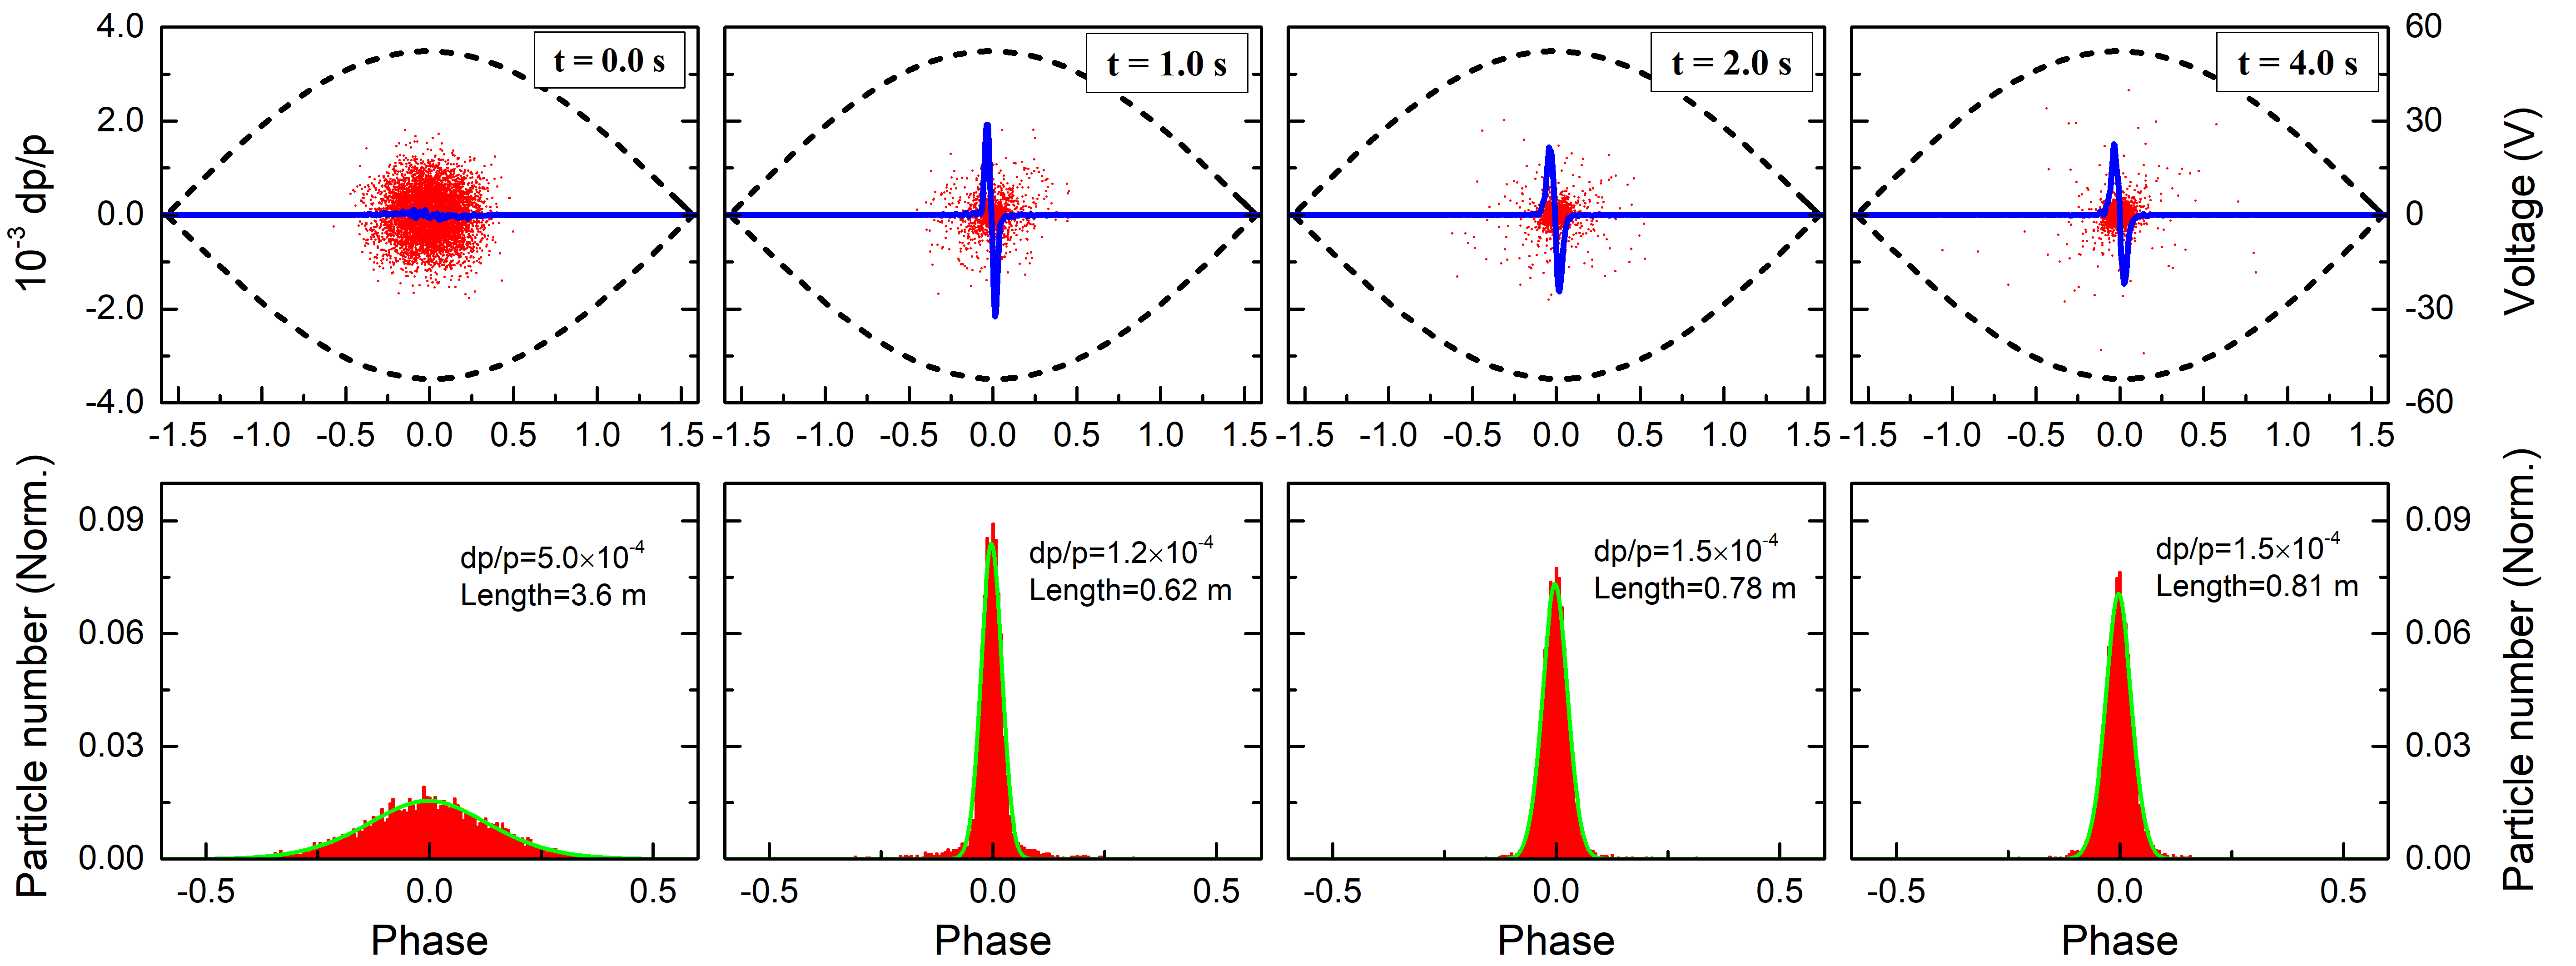 t = 0.0 s
t = 1.0 s
t = 2.0 s
t = 4.0 s
10⁻³ dp/p
4.0
2.0
0.0
-2.0
-4.0
60
30
0
-30
-60
Voltage (V)
-1.5 -1.0 -0.5 0.0 0.5 1.0 1.5
-1.5 -1.0 -0.5 0.0 0.5 1.0 1.5
-1.5 -1.0 -0.5 0.0 0.5 1.0 1.5
-1.5 -1.0 -0.5 0.0 0.5 1.0 1.5
Particle number (Norm.)
0.09
0.06
0.03
0.00
dp/p=5.0×10⁻⁴
Length=3.6 m
dp/p=1.2×10⁻⁴
Length=0.62 m
dp/p=1.5×10⁻⁴
Length=0.78 m
dp/p=1.5×10⁻⁴
Length=0.81 m
0.09
0.06
0.03
0.00
Particle number (Norm.)
-0.5 0.0 0.5
-0.5 0.0 0.5
-0.5 0.0 0.5
-0.5 0.0 0.5
Phase
Phase
Phase
Phase